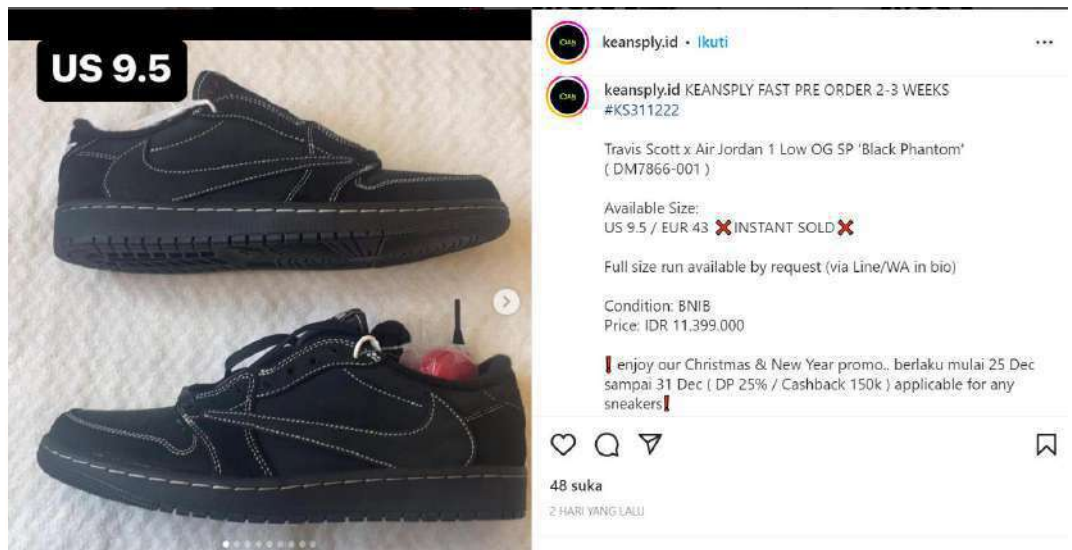 US 9.5
keansply.id • Ikuti
keansply.id KEANSPLY FAST PRE ORDER 2-3 WEEKS
#KS311222
Travis Scott x Air Jordan 1 Low OG SP 'Black Phantom'
( DM7866-001 )
Available Size:
US 9.5 / EUR 43 ❌INSTANT SOLD❌
Full size run available by request (via Line/WA in bio)
Condition: BNIB
Price: IDR 11.399.000
❗ enjoy our Christmas & New Year promo.. berlaku mulai 25 Dec
sampai 31 Dec ( DP 25% / Cashback 150k ) applicable for any
sneakers❗
48 suka
2 HARI YANG LALU